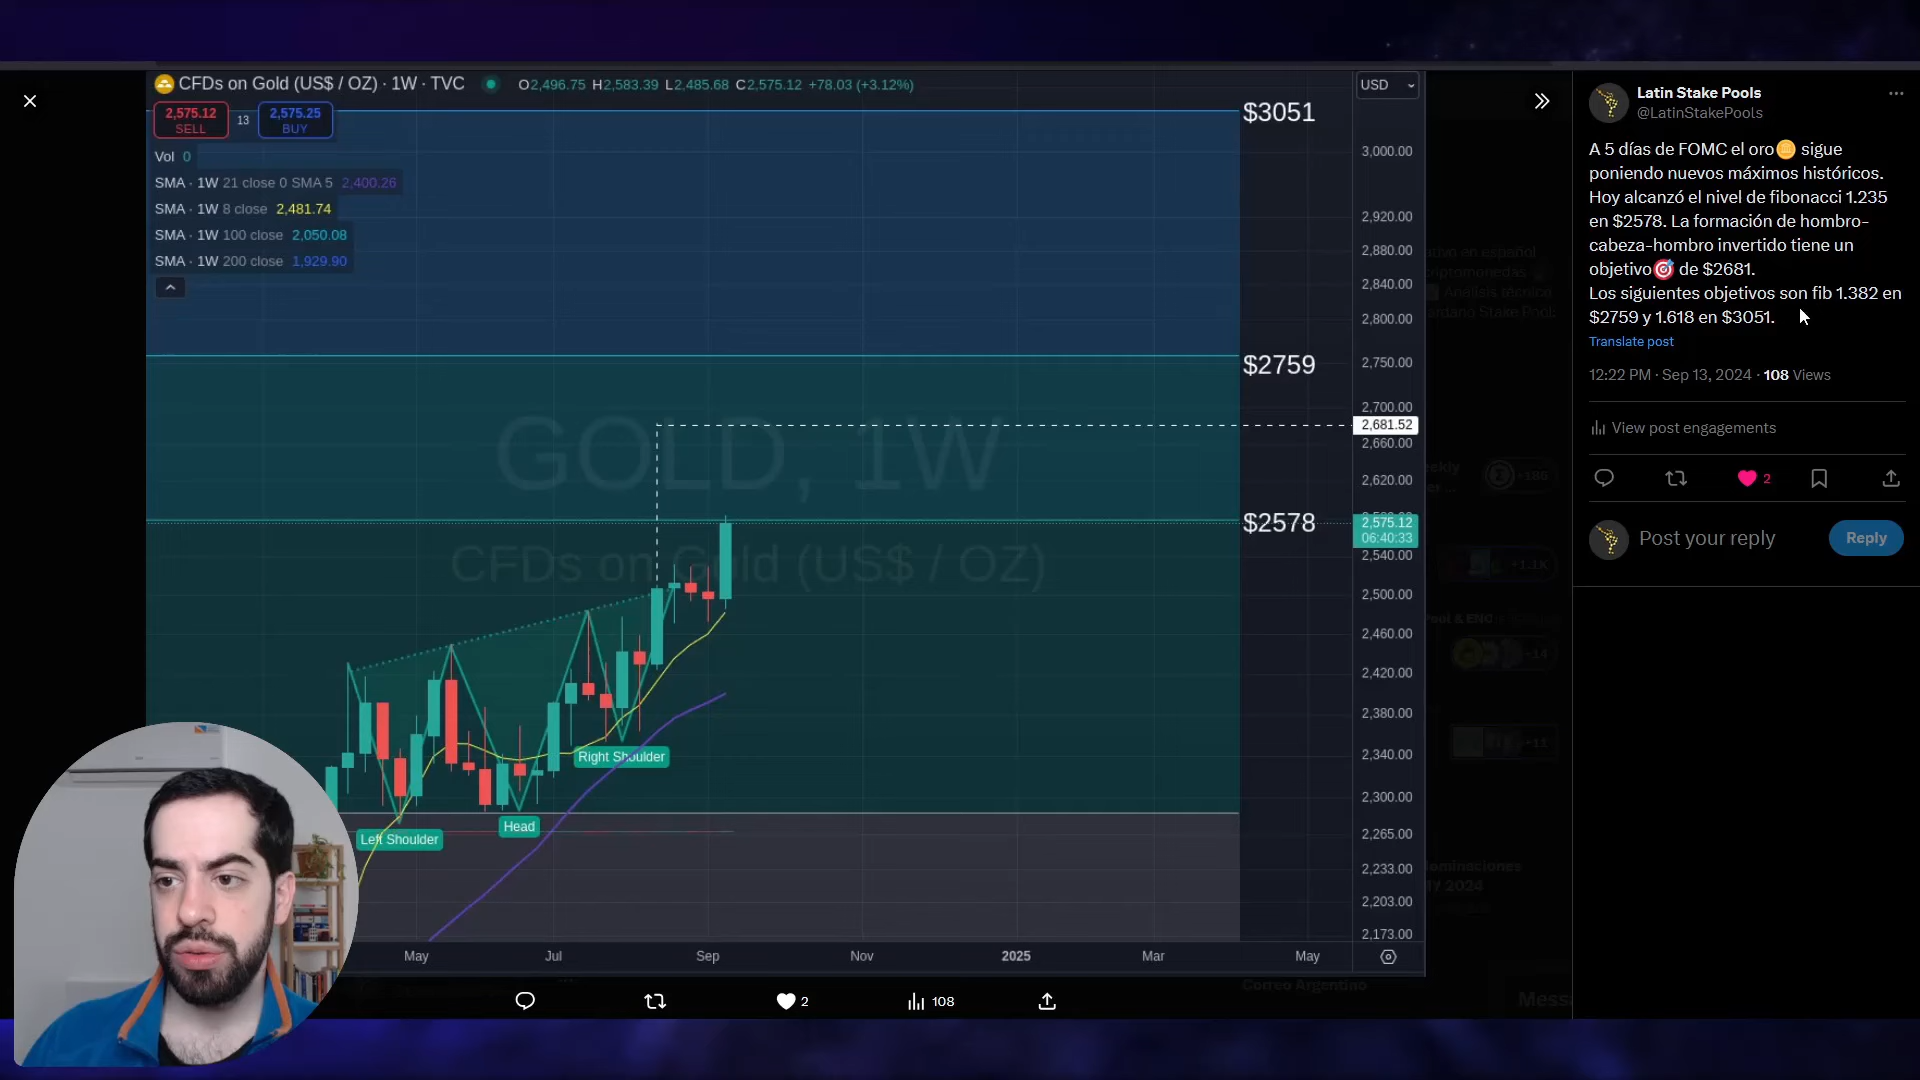 CFDs on Gold (US$ / OZ) · 1W · TVC
O2,496.75 H2,583.39 L2,485.68 C2,575.12 +78.03 (+3.12%)
2,575.12
SELL
13
2,575.25
BUY
Vol 0
SMA · 1W 21 close 0 SMA 5 2,400.26
SMA · 1W 8 close 2,481.74
SMA · 1W 100 close 2,050.08
SMA · 1W 200 close 1,929.90
GOLD, 1W
CFDs on Gold (US$ / OZ)
Left Shoulder
Head
Right Shoulder
$3051
$2759
$2578
USD
3,000.00
2,920.00
2,880.00
2,840.00
2,800.00
2,750.00
2,700.00
2,681.52
2,660.00
2,620.00
2,575.12
06:40:33
2,540.00
2,500.00
2,460.00
2,420.00
2,380.00
2,340.00
2,300.00
2,265.00
2,233.00
2,203.00
2,173.00
May
Jul
Sep
Nov
2025
Mar
May
2
108
Correo Argentino
Latin Stake Pools
@LatinStakePools
A 5 días de FOMC el oro🪙 sigue
poniendo nuevos máximos históricos.
Hoy alcanzó el nivel de fibonacci 1.235
en $2578. La formación de hombro-
cabeza-hombro invertido tiene un
objetivo🎯 de $2681.
Los siguientes objetivos son fib 1.382 en
$2759 y 1.618 en $3051.
Translate post
12:22 PM · Sep 13, 2024 · 108 Views
View post engagements
2
Post your reply
Reply